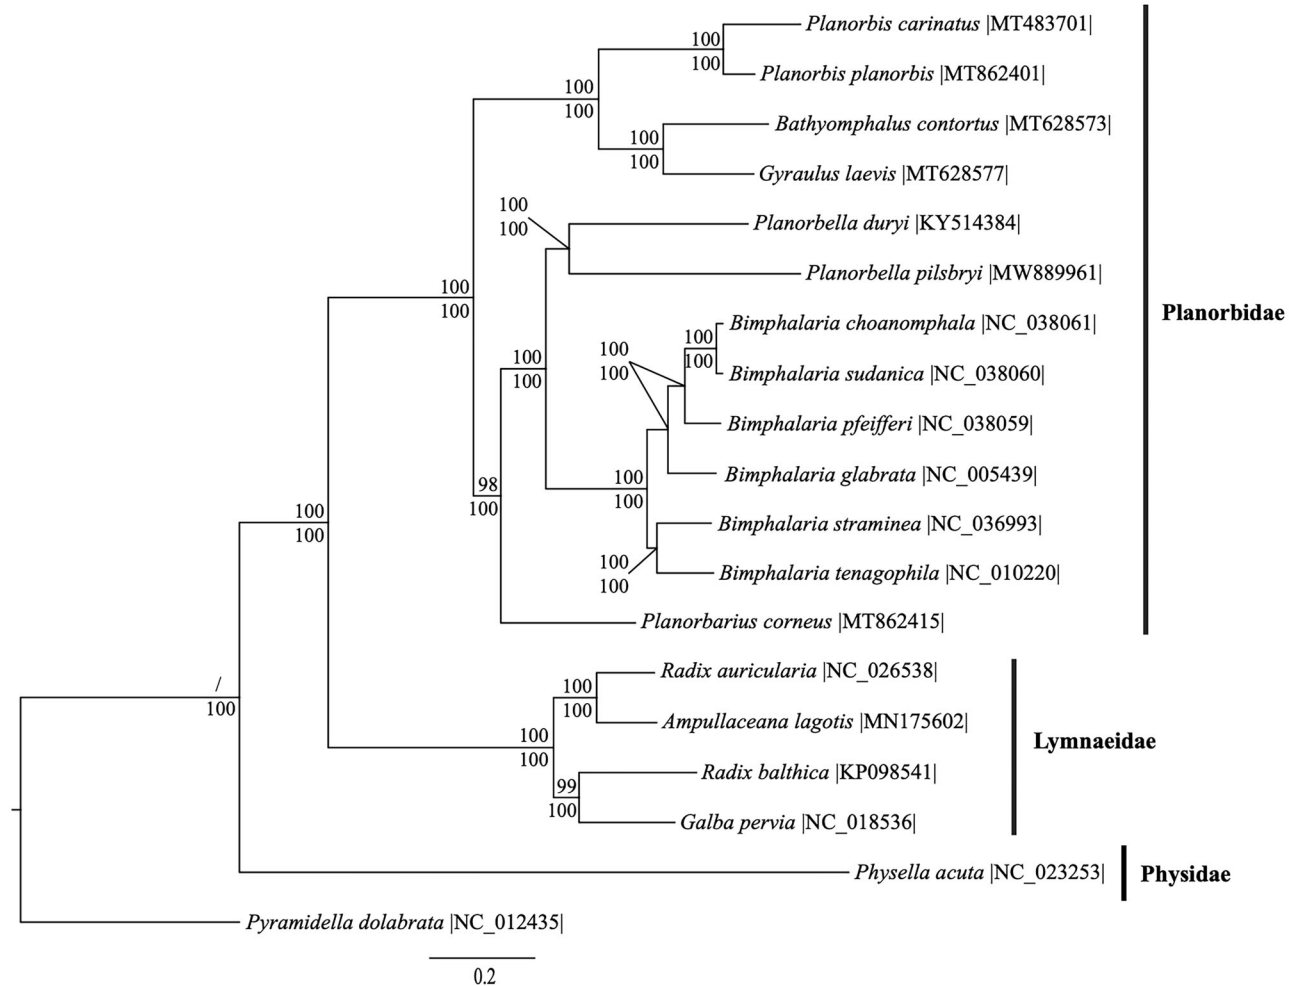 Planorbis carinatus |MT483701|
100
100
Planorbis planorbis |MT862401|
100
100
Bathyomphalus contortus |MT628573|
100
100
Gyraulus laevis |MT628577|
100
100
Planorbella duryi |KY514384|
Planorbella pilsbryi |MW889961|
100
100
Planorbidae
Bimphalaria choanomphala |NC_038061|
100
100
100
100
Bimphalaria sudanica |NC_038060|
100
100
Bimphalaria pfeifferi |NC_038059|
Bimphalaria glabrata |NC_005439|
100
100
98
100
Bimphalaria straminea |NC_036993|
100
100
Bimphalaria tenagophila |NC_010220|
100
100
Planorbarius corneus |MT862415|
Radix auricularia |NC_026538|
100
100
/
100
Ampullaceana lagotis |MN175602|
100
100
Lymnaeidae
Radix balthica |KP098541|
99
100
Galba pervia |NC_018536|
Physella acuta |NC_023253|
Physidae
Pyramidella dolabrata |NC_012435|
0.2